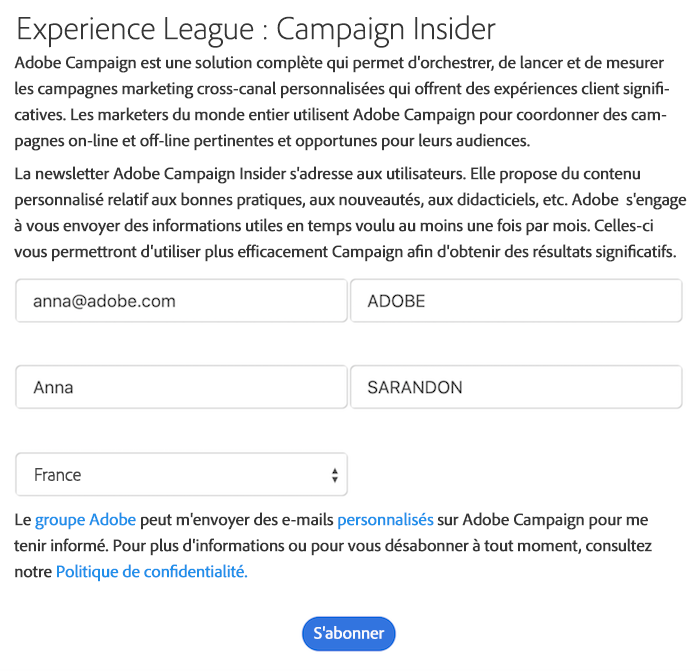 Experience League : Campaign Insider
Adobe Campaign est une solution complète qui permet d'orchestrer, de lancer et de mesurer
les campagnes marketing cross-canal personnalisées qui offrent des expériences client signifi-
catives. Les marketers du monde entier utilisent Adobe Campaign pour coordonner des cam-
pagnes on-line et off-line pertinentes et opportunes pour leurs audiences.
La newsletter Adobe Campaign Insider s'adresse aux utilisateurs. Elle propose du contenu
personnalisé relatif aux bonnes pratiques, aux nouveautés, aux didacticiels, etc. Adobe  s'engage
à vous envoyer des informations utiles en temps voulu au moins une fois par mois. Celles-ci
vous permettront d'utiliser plus efficacement Campaign afin d'obtenir des résultats significatifs.
anna@adobe.com ADOBE
Anna SARANDON
France
Le groupe Adobe peut m'envoyer des e-mails personnalisés sur Adobe Campaign pour me
tenir informé. Pour plus d'informations ou pour vous désabonner à tout moment, consultez
notre Politique de confidentialité.
S'abonner